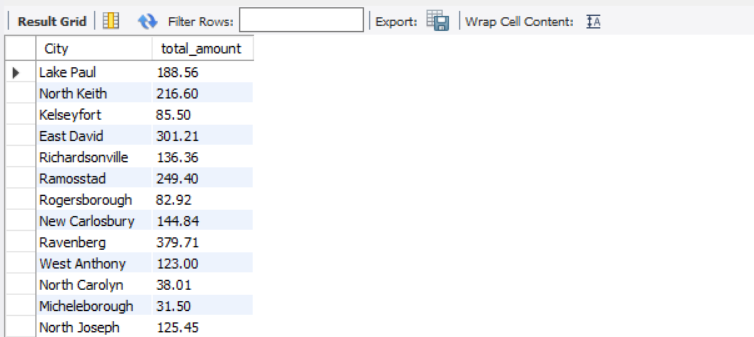 Result Grid Filter Rows: Export: Wrap Cell Content: IA
City total_amount
Lake Paul 188.56
North Keith 216.60
Kelseyfort 85.50
East David 301.21
Richardsonville 136.36
Ramosstad 249.40
Rogersborough 82.92
New Carlosbury 144.84
Ravenberg 379.71
West Anthony 123.00
North Carolyn 38.01
Micheleborough 31.50
North Joseph 125.45